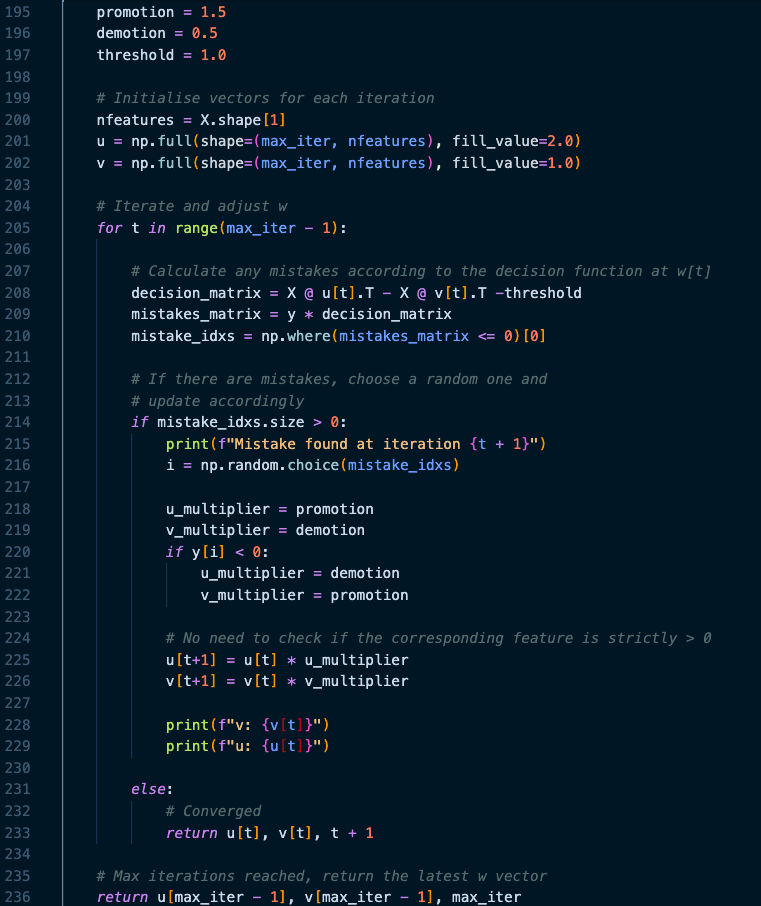 195 promotion = 1.5
196 demotion = 0.5
197 threshold = 1.0
198
199 # Initialise vectors for each iteration
200 nfeatures = X.shape[1]
201 u = np.full(shape=(max_iter, nfeatures), fill_value=2.0)
202 v = np.full(shape=(max_iter, nfeatures), fill_value=1.0)
203
204 # Iterate and adjust w
205 for t in range(max_iter - 1):
206
207 # Calculate any mistakes according to the decision function at w[t]
208 decision_matrix = X @ u[t].T - X @ v[t].T -threshold
209 mistakes_matrix = y * decision_matrix
210 mistake_idxs = np.where(mistakes_matrix <= 0)[0]
211
212 # If there are mistakes, choose a random one and
213 # update accordingly
214 if mistake_idxs.size > 0:
215 print(f"Mistake found at iteration {t + 1}")
216 i = np.random.choice(mistake_idxs)
217
218 u_multiplier = promotion
219 v_multiplier = demotion
220 if y[i] < 0:
221 u_multiplier = demotion
222 v_multiplier = promotion
223
224 # No need to check if the corresponding feature is strictly > 0
225 u[t+1] = u[t] * u_multiplier
226 v[t+1] = v[t] * v_multiplier
227
228 print(f"v: {v[t]}")
229 print(f"u: {u[t]}")
230
231 else:
232 # Converged
233 return u[t], v[t], t + 1
234
235 # Max iterations reached, return the latest w vector
236 return u[max_iter - 1], v[max_iter - 1], max_iter